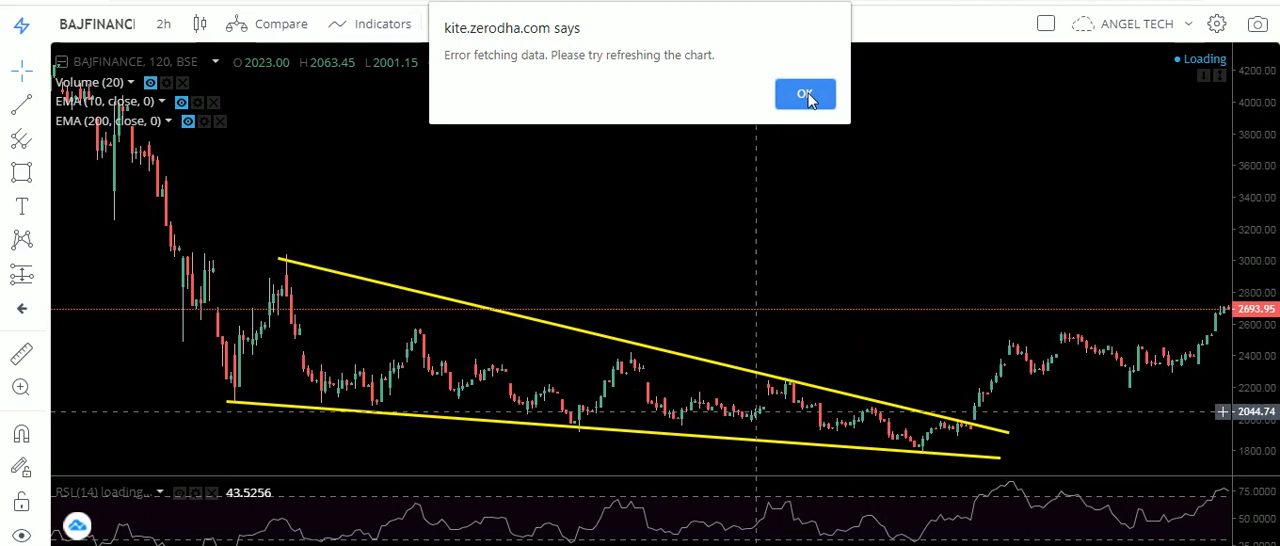 BAJFINANC
2h
Compare
Indicators
ANGEL TECH
kite.zerodha.com says
Error fetching data. Please try refreshing the chart.
OK
BAJFINANCE, 120, BSE
O 2023.00 H 2063.45 L 2001.15
Loading
Volume (20)
EMA (10, close, 0)
EMA (200, close, 0)
4200.00
4000.00
3800.00
3600.00
3400.00
3200.00
3000.00
2800.00
2693.95
2600.00
2400.00
2200.00
2044.74
2000.00
1800.00
RSI (14) loading... 43.5256
75.0000
50.0000
25.0000